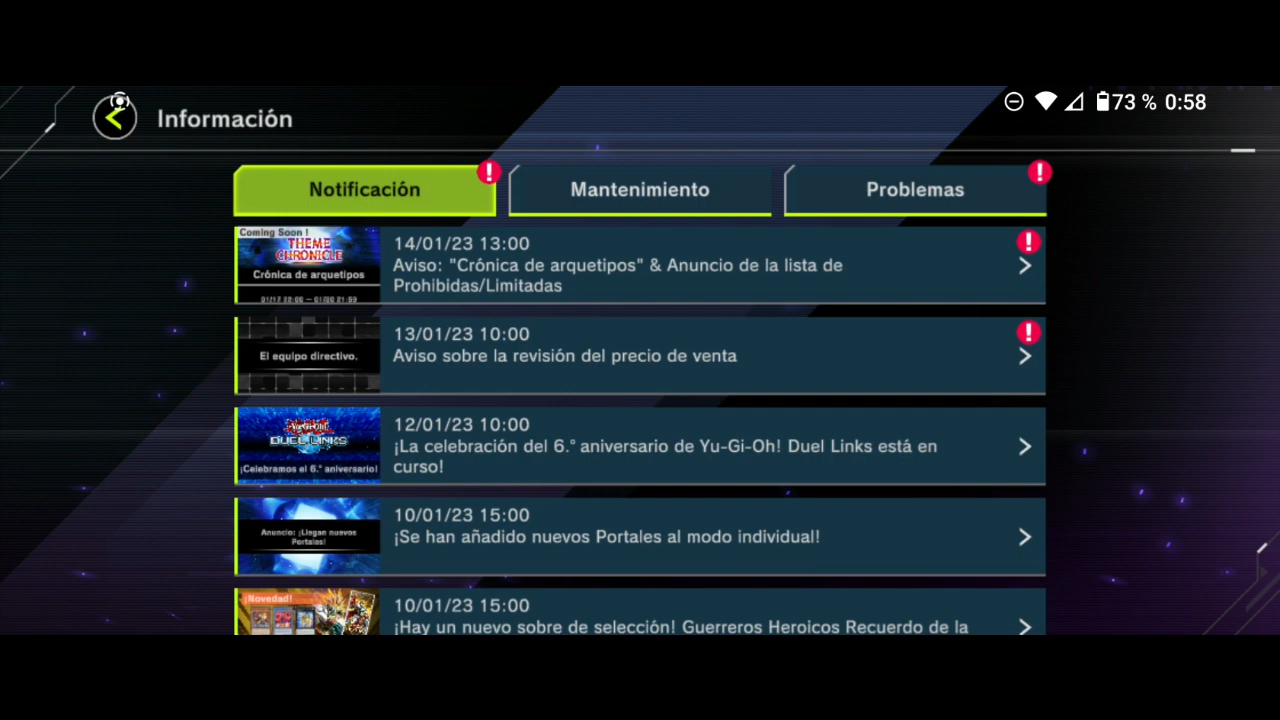 73 % 0:58
Información
Notificación
Mantenimiento
Problemas
Coming Soon !
THEME
CHRONICLE
Crónica de arquetipos
14/01/23 13:00
Aviso: "Crónica de arquetipos" & Anuncio de la lista de
Prohibidas/Limitadas
El equipo directivo.
13/01/23 10:00
Aviso sobre la revisión del precio de venta
Yu-Gi-Oh!
DUEL LINKS
¡Celebramos el 6.° aniversario!
12/01/23 10:00
¡La celebración del 6.° aniversario de Yu-Gi-Oh! Duel Links está en
curso!
Anuncio: ¡Llegan nuevos
Portales!
10/01/23 15:00
¡Se han añadido nuevos Portales al modo individual!
¡Novedad!
10/01/23 15:00
¡Hay un nuevo sobre de selección! Guerreros Heroicos Recuerdo de la